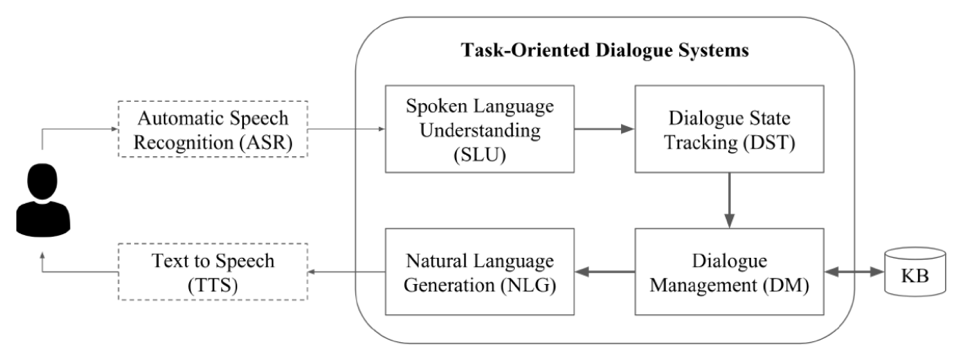 Task-Oriented Dialogue Systems
Automatic Speech
Recognition (ASR)
Spoken Language
Understanding
(SLU)
Dialogue State
Tracking (DST)
Text to Speech
(TTS)
Natural Language
Generation (NLG)
Dialogue
Management (DM)
KB